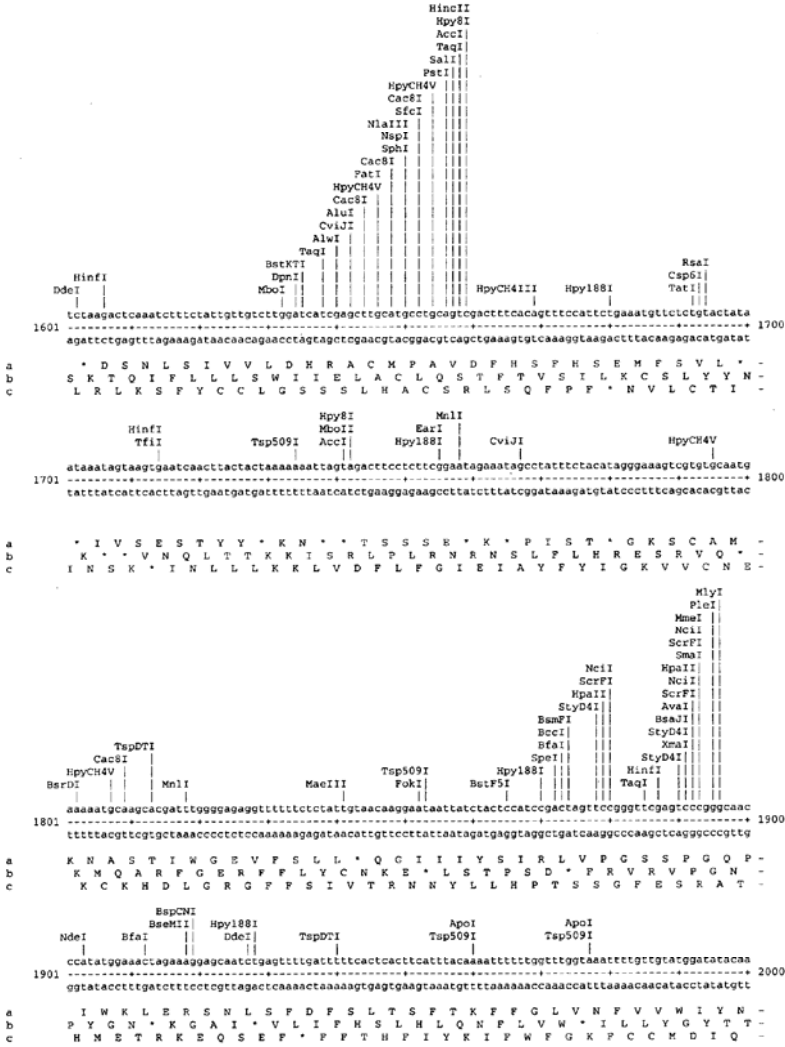 HincII
Hpy8I
AccI
TaqI
SalI
PstI
HpyCH4V
Cac8I
SfcI
NlaIII
NspI
SphI
Cac8I
FatI
HpyCH4V
Cac8I
AluI
CviJI
AlwI
TaqI
BstKTI RsaI
HinfI DpnI Csp6I
DdeI MboI HpyCH4III Hpy188I TatI
tctaagactcaaatctttctattgttgtcttggatcatcgagcttgcatgcctgcagtcgactttcacagtttccattctgaaatgttctctgtactata
1601 1700
agattctgagtttagaaagataacaacagaacctagtagctcgaacgtacggacgtcagctgaaagtgtcaaaggtaagactttacaagagacatgatat
a * D S N L S I V V L D H R A C M P A V D F H S F H S E M F S V L * -
b S K T Q I F L L L S W I I E L A C L Q S T F T V S I L K C S L Y Y N
c L R L K S F Y C C L G S S S L H A C S R L S Q F P F * N V L C T I -
Hpy8I MnlI
HinfI MboII EarI
TfiI Tsp509I AccI Hpy188I CviJI HpyCH4V
ataaatagtaagtgaatcaacttactactaaaaaaattagtagacttcctcttcggaatagaaatagcctatttctacatagggaaagtcgtgtgcaatg
1701 1800
tatttatcattcacttagttgaatgatgatttttttaatcatctgaaggagaagccttatctttatcggataaagatgtatccctttcagcacacgttac
a * I V S E S T Y Y * K N * * T S S S E * K * P I S T * G K S C A M -
b K * * V N Q L T T K K I S R L P L R N R N S L F L H R E S R V Q * -
c I N S K * I N L L L K K L V D F L F G I E I A Y F Y I G K V V C N E -
MlyI
PleI
MmeI
NciI
ScrFI
SmaI
NciI HpaII
ScrFI NciI
HpaII ScrFI
StyD4I AvaI
BsmFI BsaJI
TspDTI BccI StyD4I
Cac8I BfaI XmaI
HpyCH4V Tsp509I SpeI StyD4I
BsrDI MnlI MaeIII FokI BstF5I Hpy188I TaqI HinfI
aaaaatgcaagcacgatttggggagaggttttttctctattgtaacaaggaataattatctactccatccgactagttccgggttcgagtcccgggcaac
1801 1900
tttttacgttcgtgctaaacccctctccaaaaaagagataacattgttccttattaatagatgaggtaggctgatcaaggcccaagctcagggcccgttg
a K N A S T I W G E V F S L L * Q G I I I Y S I R L V P G S S P G Q P -
b K M Q A R F G E R F F L Y C N K E * L S T P S D * F R V R V P G N -
c K C K H D L G R G F F S I V T R N N Y L L H P T S S G F E S R A T -
BspCNI
BseMII Hpy188I ApoI ApoI
NdeI BfaI DdeI TspDTI Tsp509I Tsp509I
ccatatggaaactagaaaggagcaatctgagttttgatttttcactcacttcatttacaaaattttttggtttggtaaattttgttgtatggatatacaa
1901 2000
ggtatacctttgatctttcctcgttagactcaaaactaaaaagtgagtgaagtaaatgttttaaaaaaccaaaccatttaaaacaacatacctatatgtt
a I W K L E R S N L S F D F S L T S F T K F F G L V N F V V W I Y N -
b P Y G N * K G A I * V L I F H S L H L Q N F L V W * I L L Y G Y T T
c H M E T R K E Q S E F * F F T H F I Y K I F W F G K F C C M D I Q -